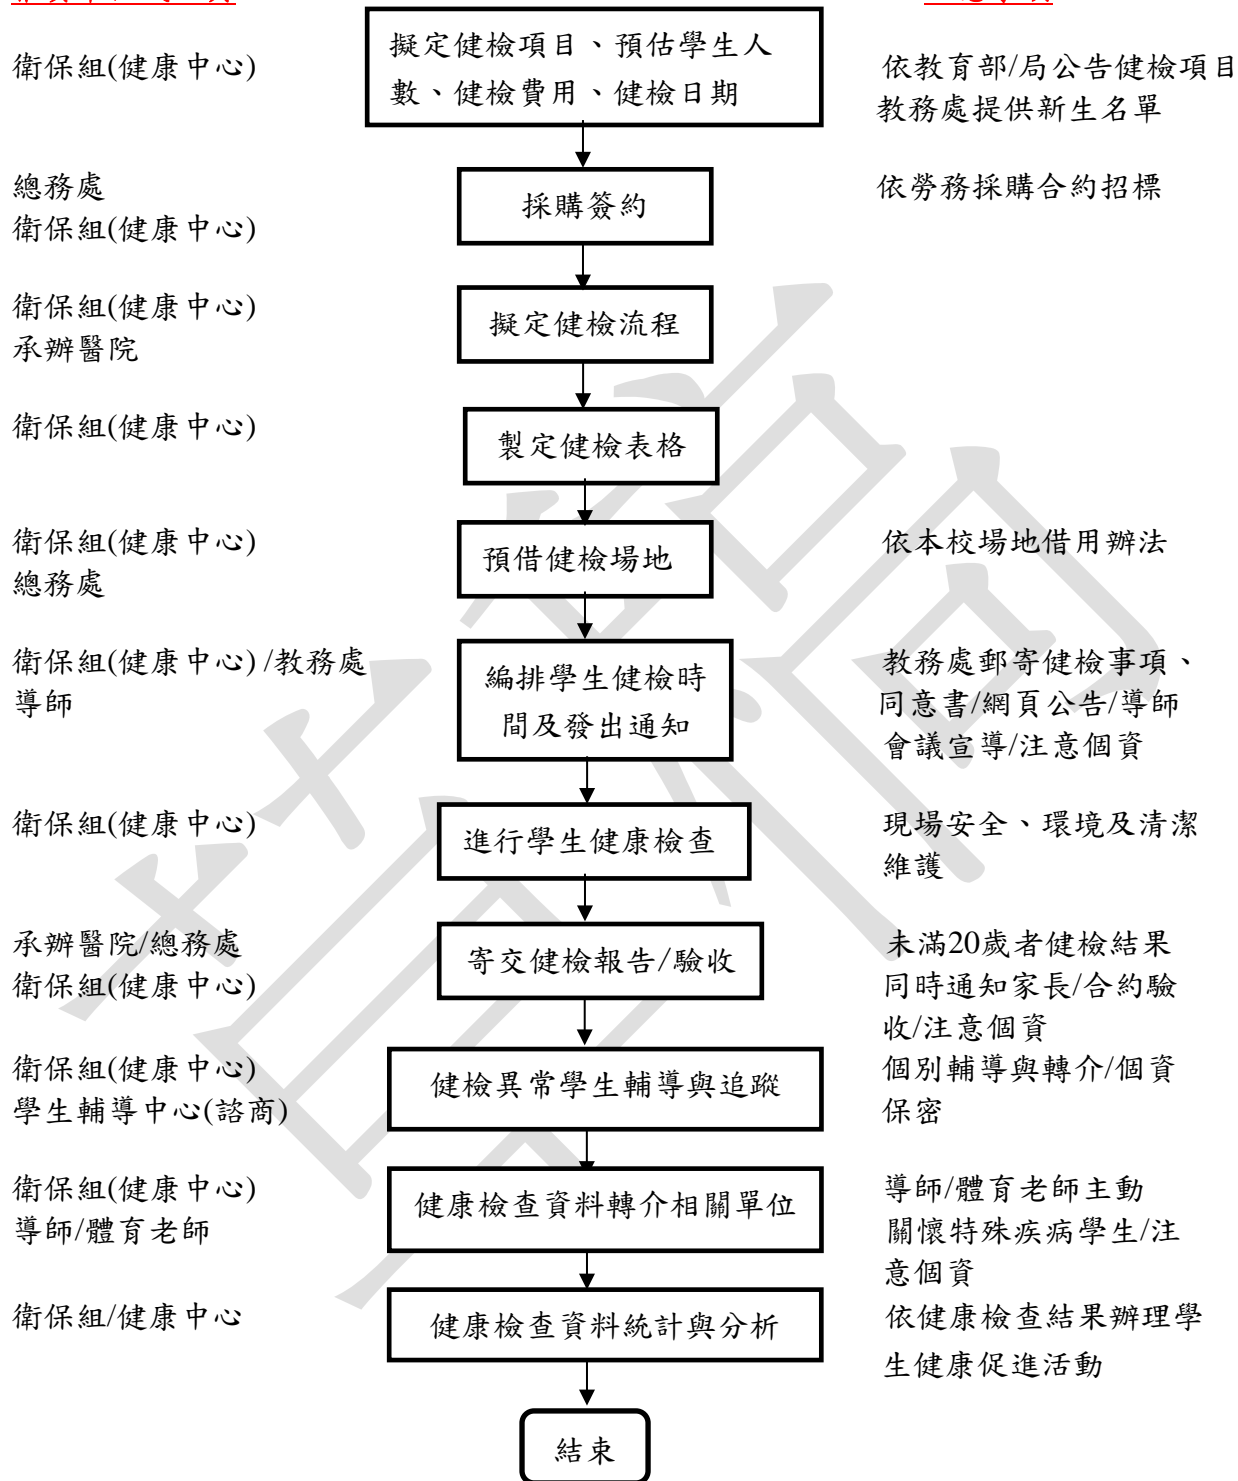 衛保組(健康中心)
擬定健檢項目、預估學生人
數、健檢費用、健檢日期
依教育部/局公告健檢項目
教務處提供新生名單
總務處
衛保組(健康中心)
採購簽約
依勞務採購合約招標
衛保組(健康中心)
承辦醫院
擬定健檢流程
衛保組(健康中心)
製定健檢表格
衛保組(健康中心)
總務處
預借健檢場地
依本校場地借用辦法
衛保組(健康中心)/教務處
導師
編排學生健檢時
間及發出通知
教務處郵寄健檢事項、
同意書/網頁公告/導師
會議宣導/注意個資
衛保組(健康中心)
進行學生健康檢查
現場安全、環境及清潔
維護
承辦醫院/總務處
衛保組(健康中心)
寄交健檢報告/驗收
未滿20歲者健檢結果
同時通知家長/合約驗
收/注意個資
衛保組(健康中心)
學生輔導中心(諮商)
健檢異常學生輔導與追蹤
個別輔導與轉介/個資
保密
衛保組(健康中心)
導師/體育老師
健康檢查資料轉介相關單位
導師/體育老師主動
關懷特殊疾病學生/注
意個資
衛保組/健康中心
健康檢查資料統計與分析
依健康檢查結果辦理學
生健康促進活動
結束